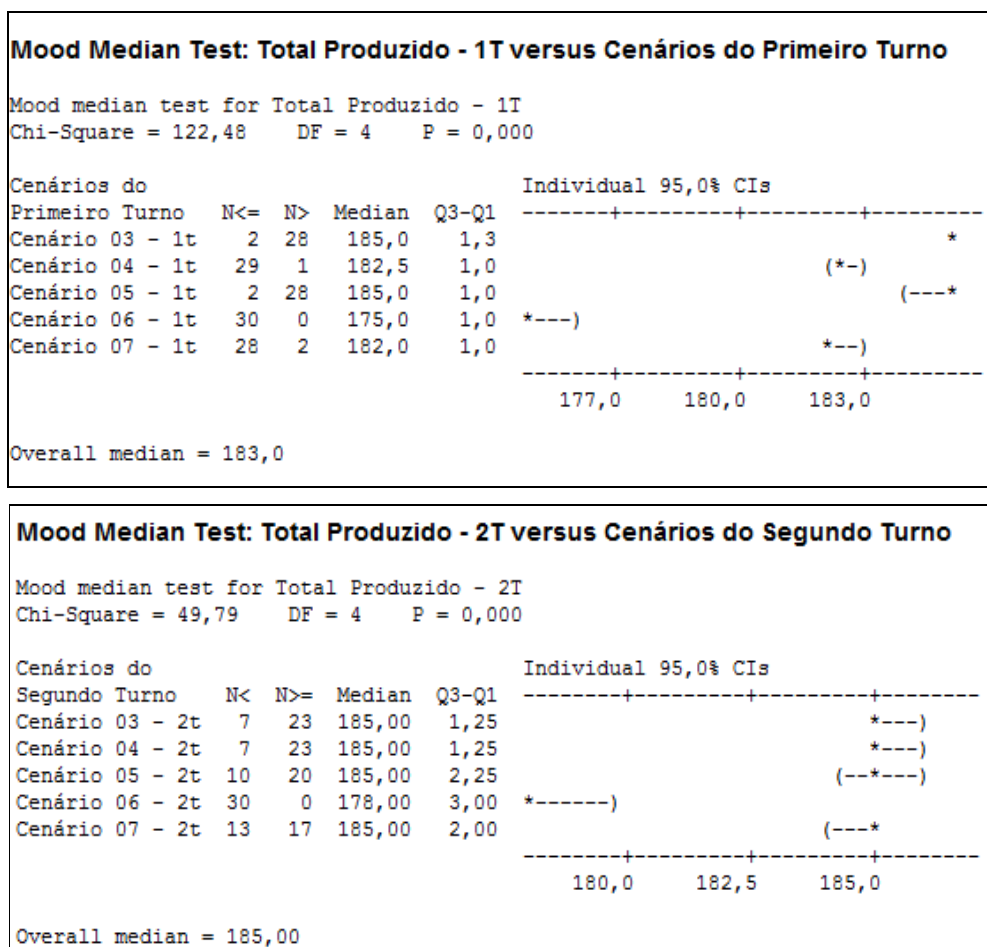 Mood Median Test: Total Produzido - 1T versus Cenários do Primeiro Turno
Mood median test for Total Produzido - 1T
Chi-Square = 122,48    DF = 4    P = 0,000
Cenários do                              Individual 95,0% CIs
Primeiro Turno  N<=  N>  Median  Q3-Q1  -------+---------+---------+---------
Cenário 03 - 1t   2  28   185,0    1,3                                     *
Cenário 04 - 1t  29   1   182,5    1,0                          (*-)
Cenário 05 - 1t   2  28   185,0    1,0                                 (---*
Cenário 06 - 1t  30   0   175,0    1,0  *---)
Cenário 07 - 1t  28   2   182,0    1,0                          *--)
                                        -------+---------+---------+---------
                                           177,0     180,0     183,0
Overall median = 183,0
Mood Median Test: Total Produzido - 2T versus Cenários do Segundo Turno
Mood median test for Total Produzido - 2T
Chi-Square = 49,79    DF = 4    P = 0,000
Cenários do                              Individual 95,0% CIs
Segundo Turno    N<  N>=  Median  Q3-Q1  --------+---------+---------+--------
Cenário 03 - 2t   7   23  185,00   1,25                              *---)
Cenário 04 - 2t   7   23  185,00   1,25                              *---)
Cenário 05 - 2t  10   20  185,00   2,25                           (--*---)
Cenário 06 - 2t  30    0  178,00   3,00  *------)
Cenário 07 - 2t  13   17  185,00   2,00                          (---*
                                         --------+---------+---------+--------
                                             180,0     182,5     185,0
Overall median = 185,00